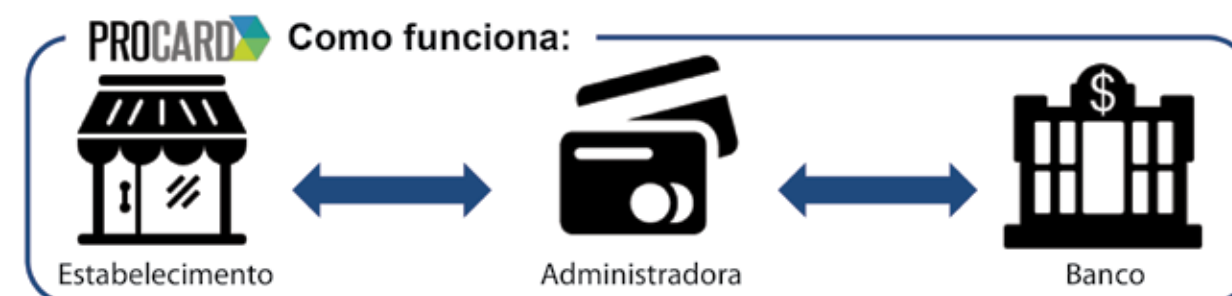 PROCARD Como funciona:
$
Estabelecimento
Administradora
Banco